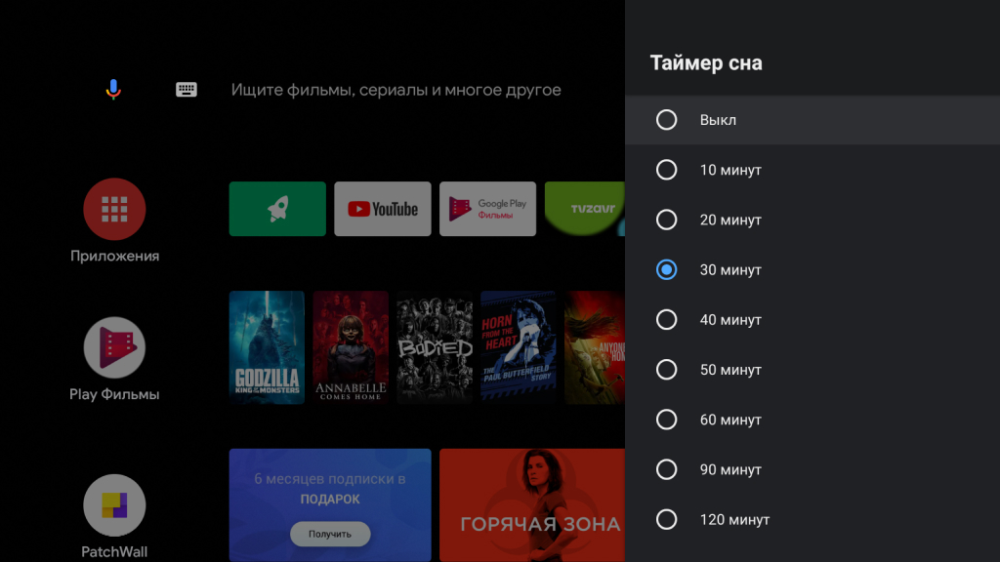 Ищите фильмы, сериалы и многое другое
Приложения
YouTube
Google Play
Фильмы
TVZAVR
Play Фильмы
GODZILLA
KING OF THE MONSTERS
ANNABELLE
COMES HOME
BODIED
HORN
FROM THE
HEART
THE
PAUL BUTTERFIELD
STORY
PatchWall
6 месяцев подписки в
ПОДАРОК
Получить
ГОРЯЧАЯ ЗОНА
Таймер сна
Выкл
10 минут
20 минут
30 минут
40 минут
50 минут
60 минут
90 минут
120 минут